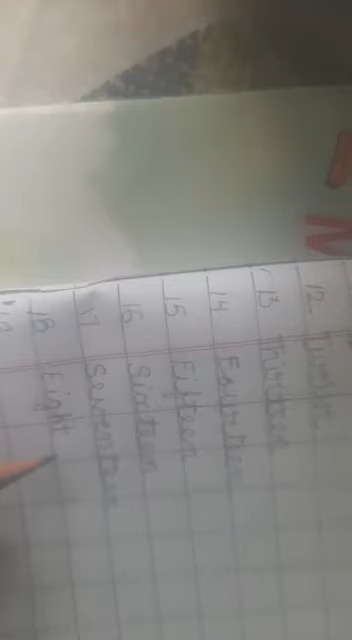 12 Twelve
13 Thirteen
14 Fourteen
15 Fifteen
16 Sixteen
17 Seventeen
18 Eight